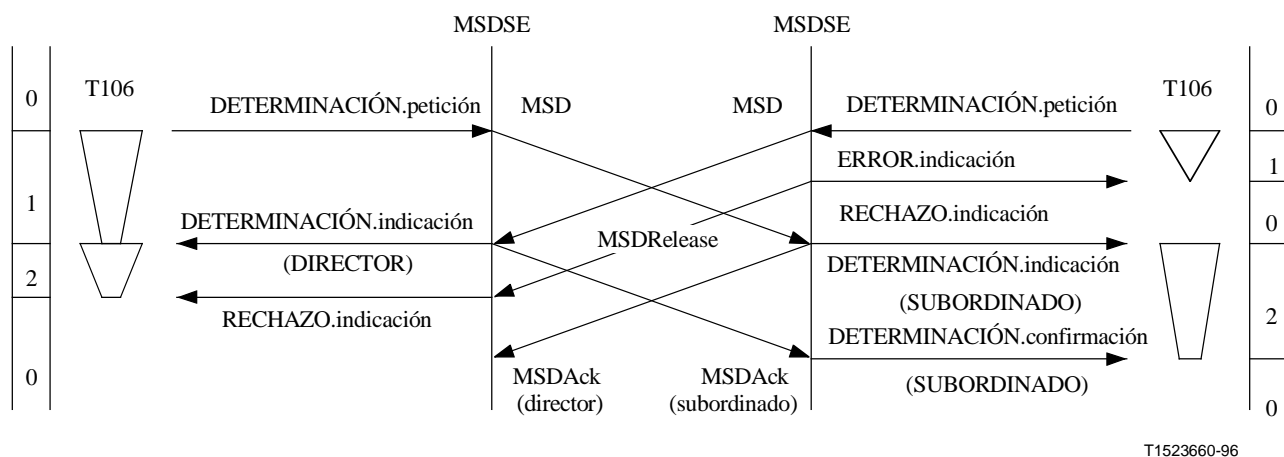 MSDSE MSDSE
T106 T106
0 DETERMINACIÓN.petición MSD MSD DETERMINACIÓN.petición 0
ERROR.indicación
1 1
DETERMINACIÓN.indicación RECHAZO.indicación
MSDRelease 0
(DIRECTOR) DETERMINACIÓN.indicación
2
(SUBORDINADO)
RECHAZO.indicación 2
DETERMINACIÓN.confirmación
0 MSDAck MSDAck (SUBORDINADO)
(director) (subordinado) 0
T1523660-96